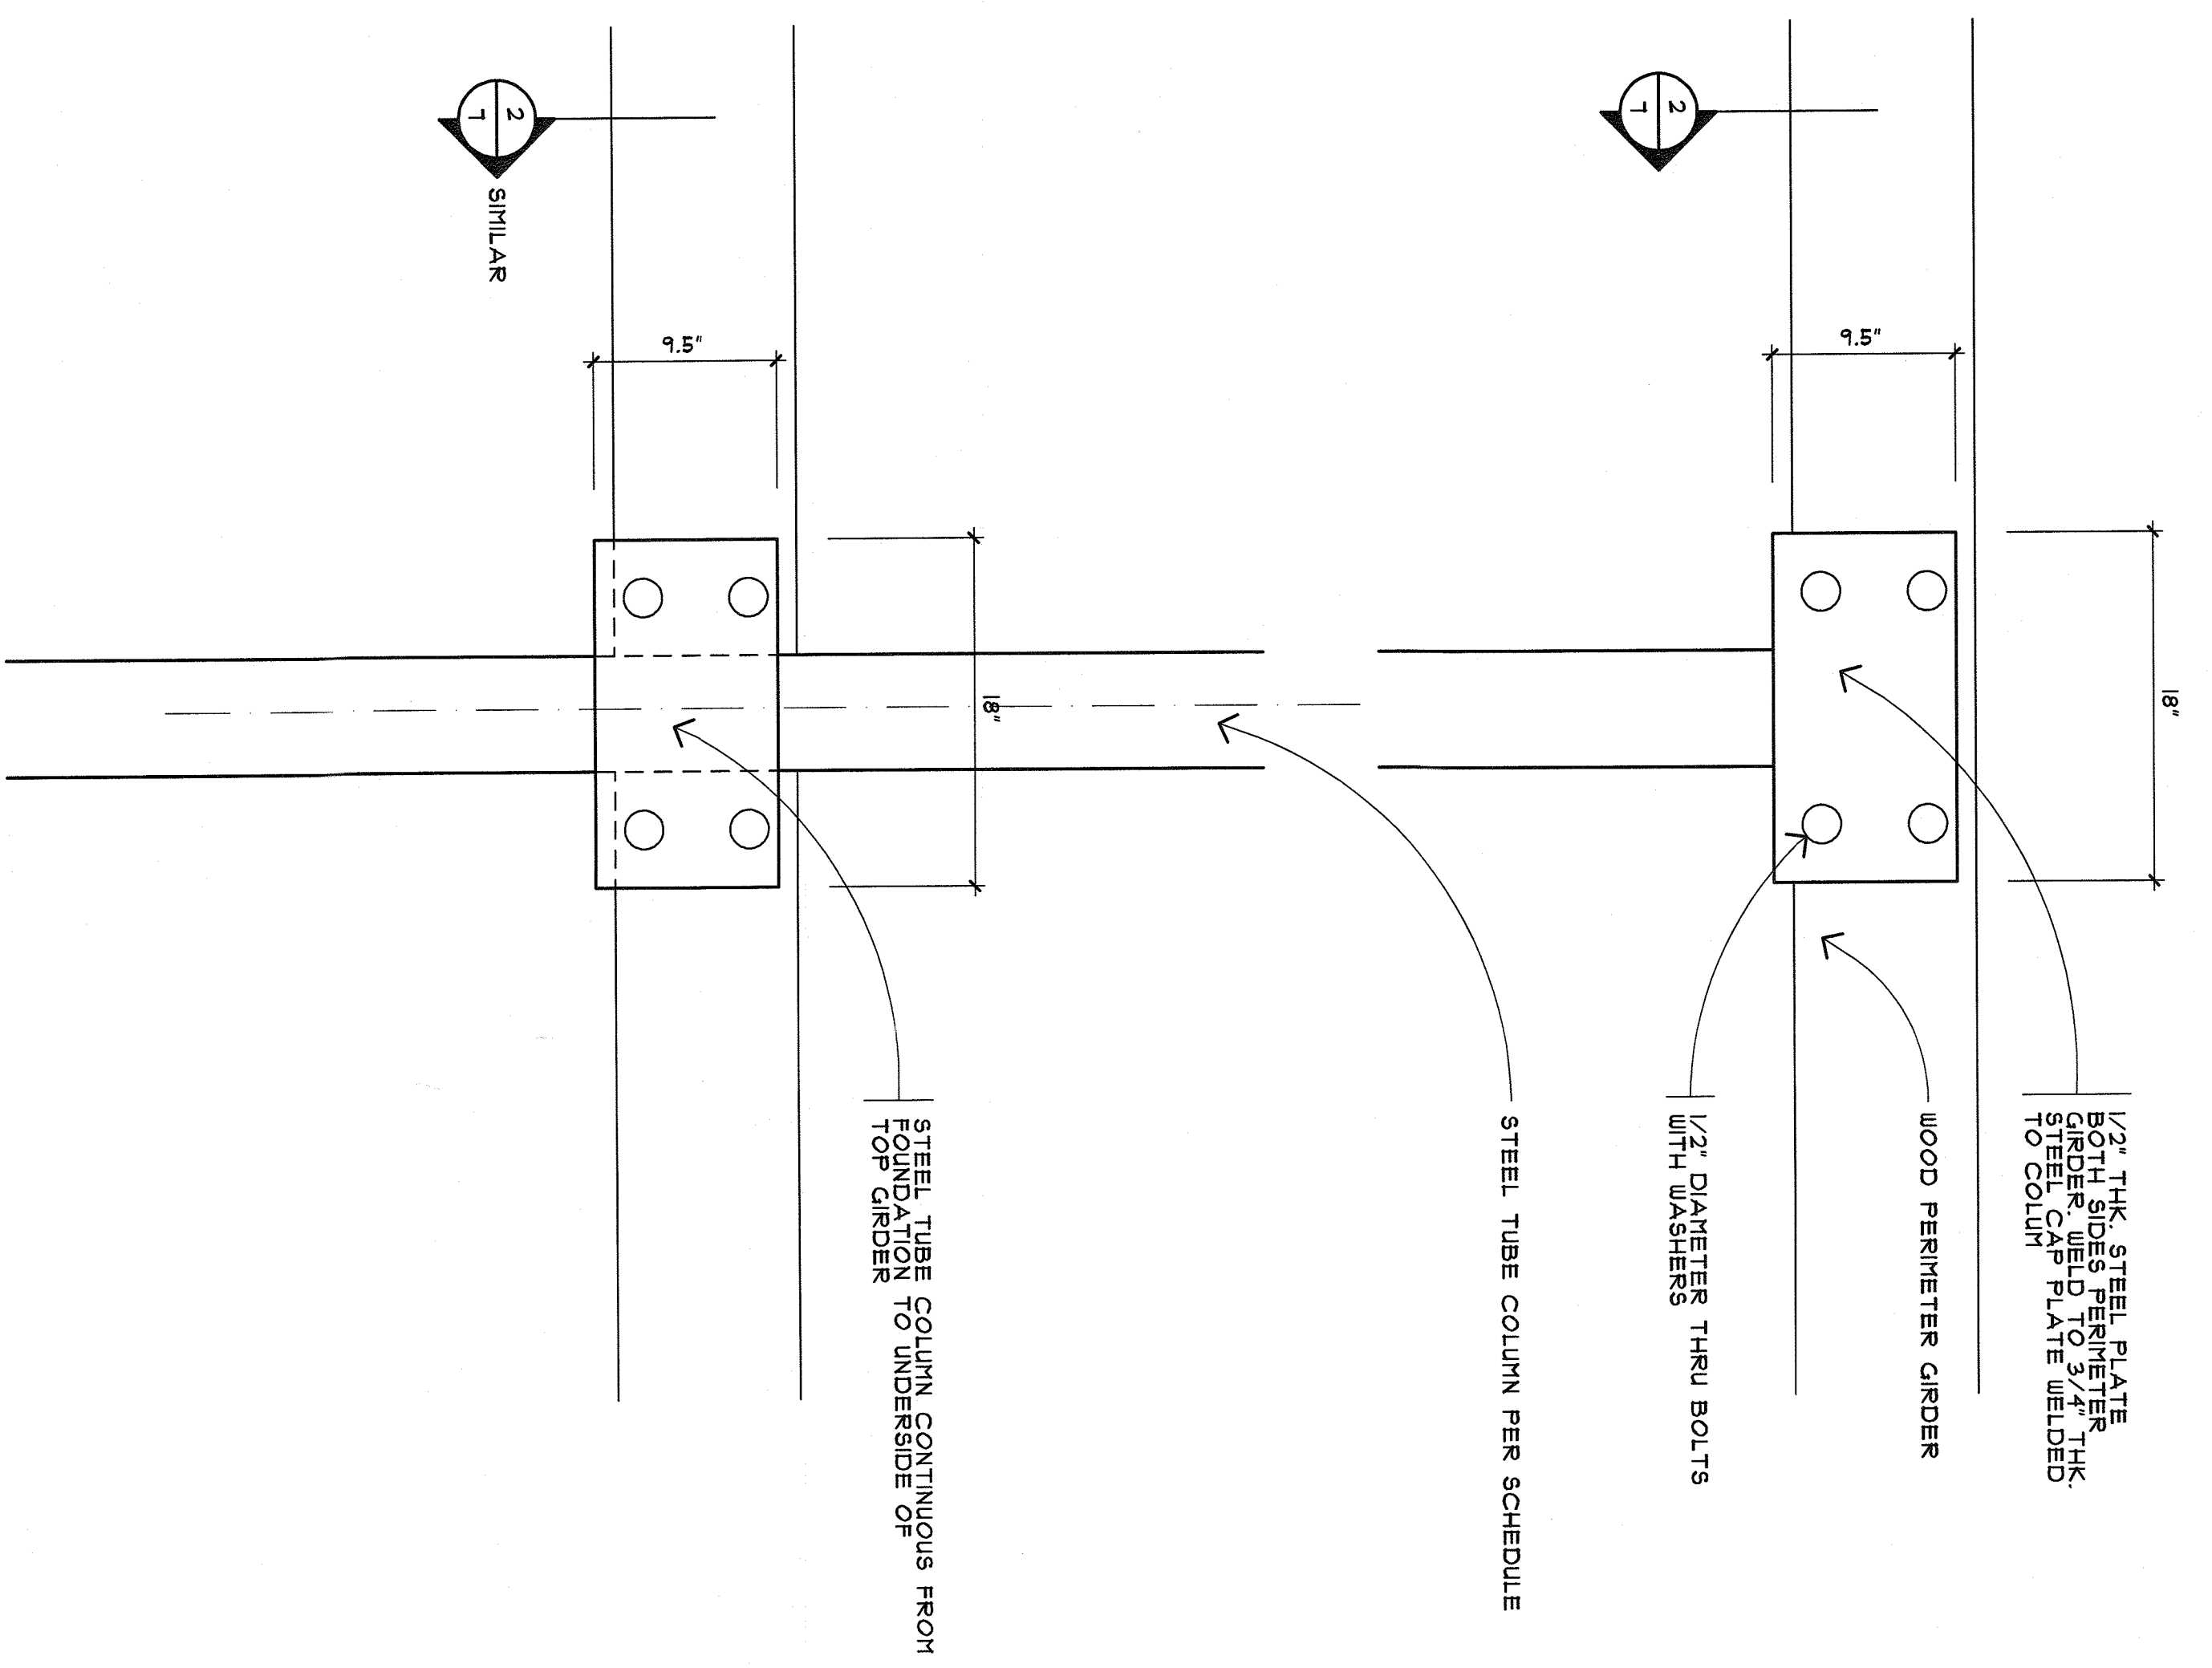 18"
1/2" THK. STEEL PLATE
BOTH SIDES PERIMETER
GIRDER. WELD TO 3/4" THK.
STEEL CAP PLATE WELDED
TO COLUM
9.5"
WOOD PERIMETER GIRDER
1/2" DIAMETER THRU BOLTS
WITH WASHERS
2
7
STEEL TUBE COLUMN PER SCHEDULE
18"
STEEL TUBE COLUMN CONTINUOUS FROM
FOUNDATION TO UNDERSIDE OF
TOP GIRDER
9.5"
2
7
SIMILAR